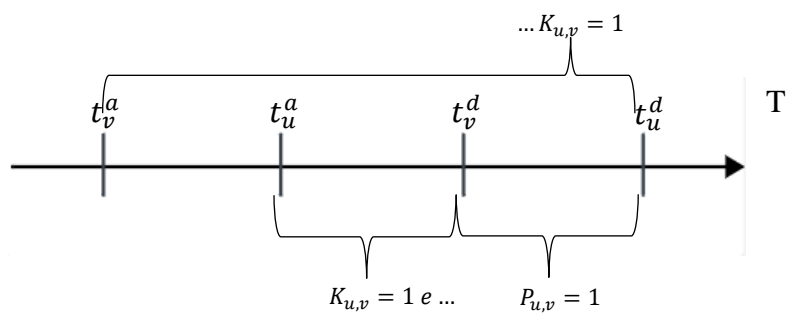 … K_{u,v} = 1
t_v^a t_u^a t_v^d t_u^d T
K_{u,v} = 1 e … P_{u,v} = 1